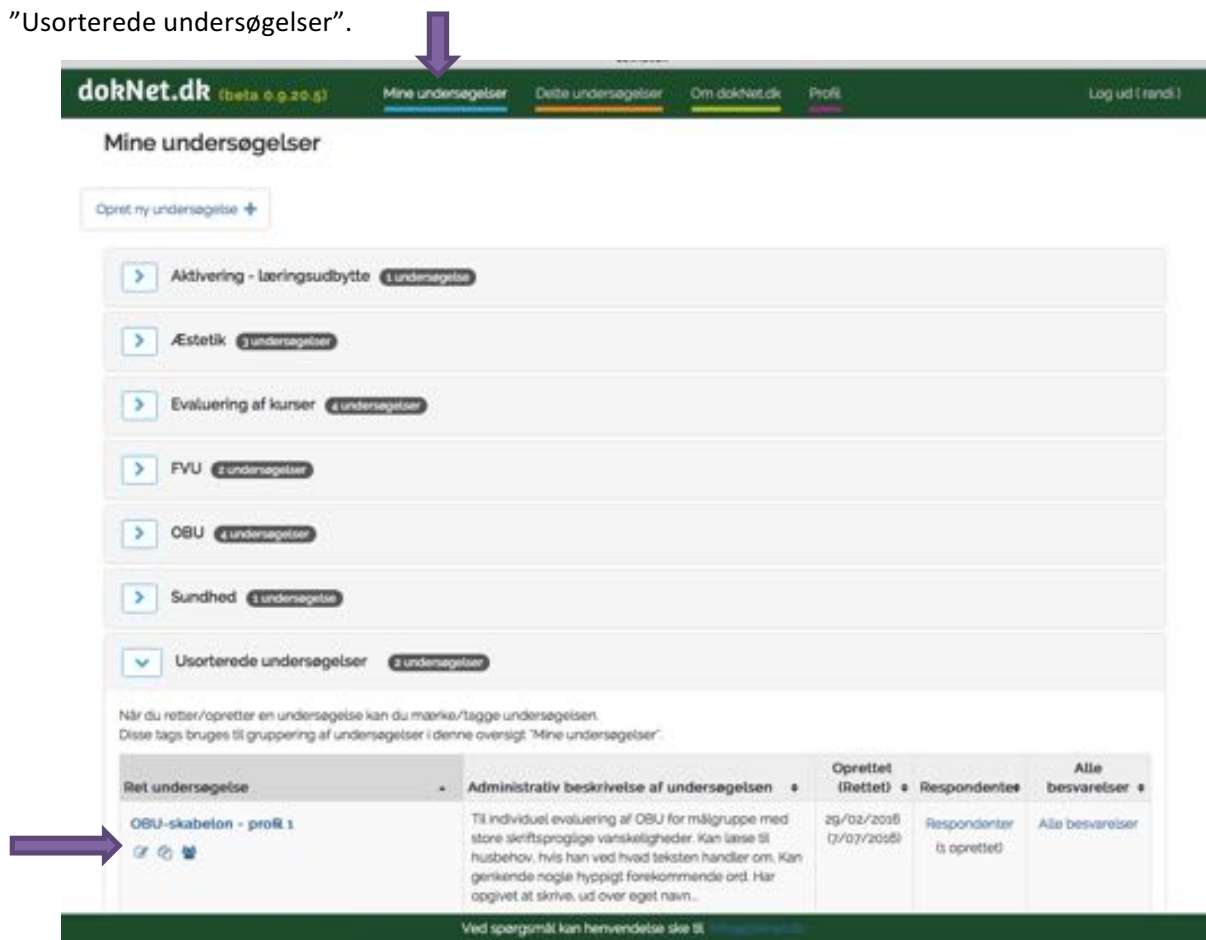 ”Usorterede undersøgelser”.
dokNet.dk (beta 0.9.20.5) Mine undersøgelser Delte undersøgelser Om dokNet.dk Profil Log ud ( randi )
Mine undersøgelser
Opret ny undersøgelse +
Aktivering - læringsudbytte 1 undersøgelse
Æstetik 3 undersøgelser
Evaluering af kurser 4 undersøgelser
FVU 2 undersøgelser
OBU 4 undersøgelser
Sundhed 1 undersøgelse
Usorterede undersøgelser 2 undersøgelser
Når du retter/opretter en undersøgelse kan du mærke/tagge undersøgelsen.
Disse tags bruges til gruppering af undersøgelser i denne oversigt "Mine undersøgelser".
Ret undersøgelse Administrativ beskrivelse af undersøgelsen Oprettet (Rettet) Respondenter Alle besvarelser
OBU-skabelon - profil 1
Til individuel evaluering af OBU for målgruppe med
store skriftsproglige vanskeligheder. Kan læse til
husbehov, hvis han ved hvad teksten handler om. Kan
genkende nogle hyppigt forekommende ord. Har
opgivet at skrive, ud over eget navn...
29/02/2016
(7/07/2016)
Respondenter
(1 oprettet)
Alle besvarelser
Ved spørgsmål kan henvendelse ske til